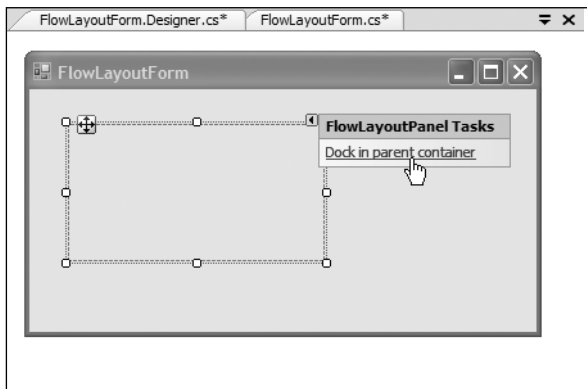 FlowLayoutForm.Designer.cs*
FlowLayoutForm.cs*
FlowLayoutForm
FlowLayoutPanel Tasks
Dock in parent container